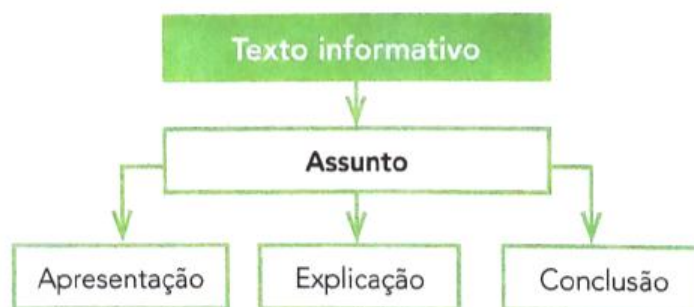 Texto informativo
Assunto
Apresentação
Explicação
Conclusão